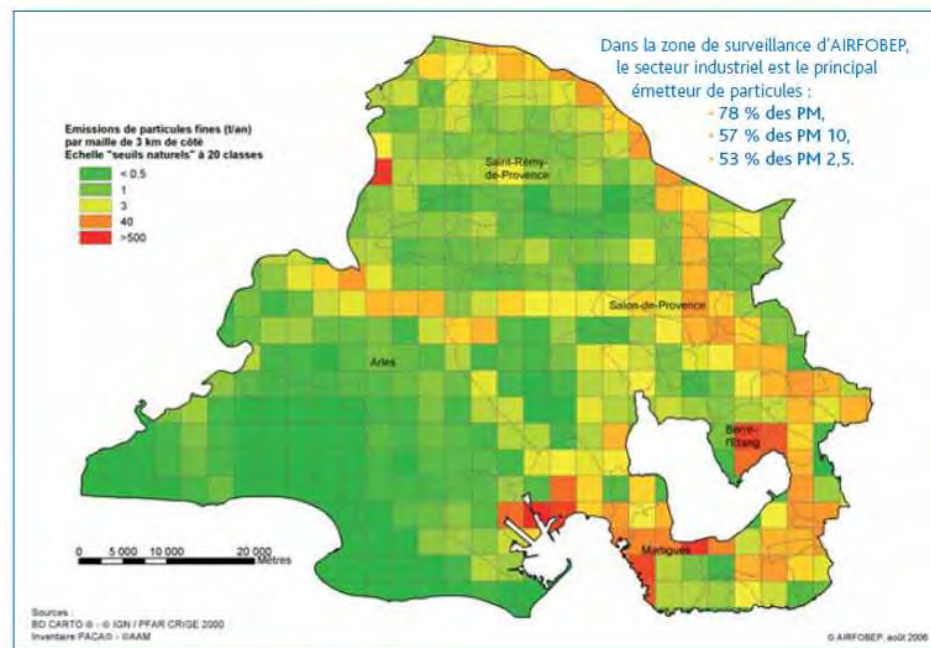 Dans la zone de surveillance d'AIRFOBEP,
le secteur industriel est le principal
émetteur de particules :
• 78 % des PM,
• 57 % des PM 10,
• 53 % des PM 2,5.
Emissions de particules fines (t/an)
par maille de 3 km de côté
Echelle "seuils naturels" à 20 classes
< 0,5
1
3
40
>500
Saint-Rémy-
de-Provence
Salon-de-Provence
Arles
Berre-
l'Etang
Martigues
0 5 000 10 000 20 000
Mètres
Sources :
BD CARTO ® - © IGN / PFAR CRIGE 2000
Inventaire PACA© - ©AAM
© AIRFOBEP, août 2006